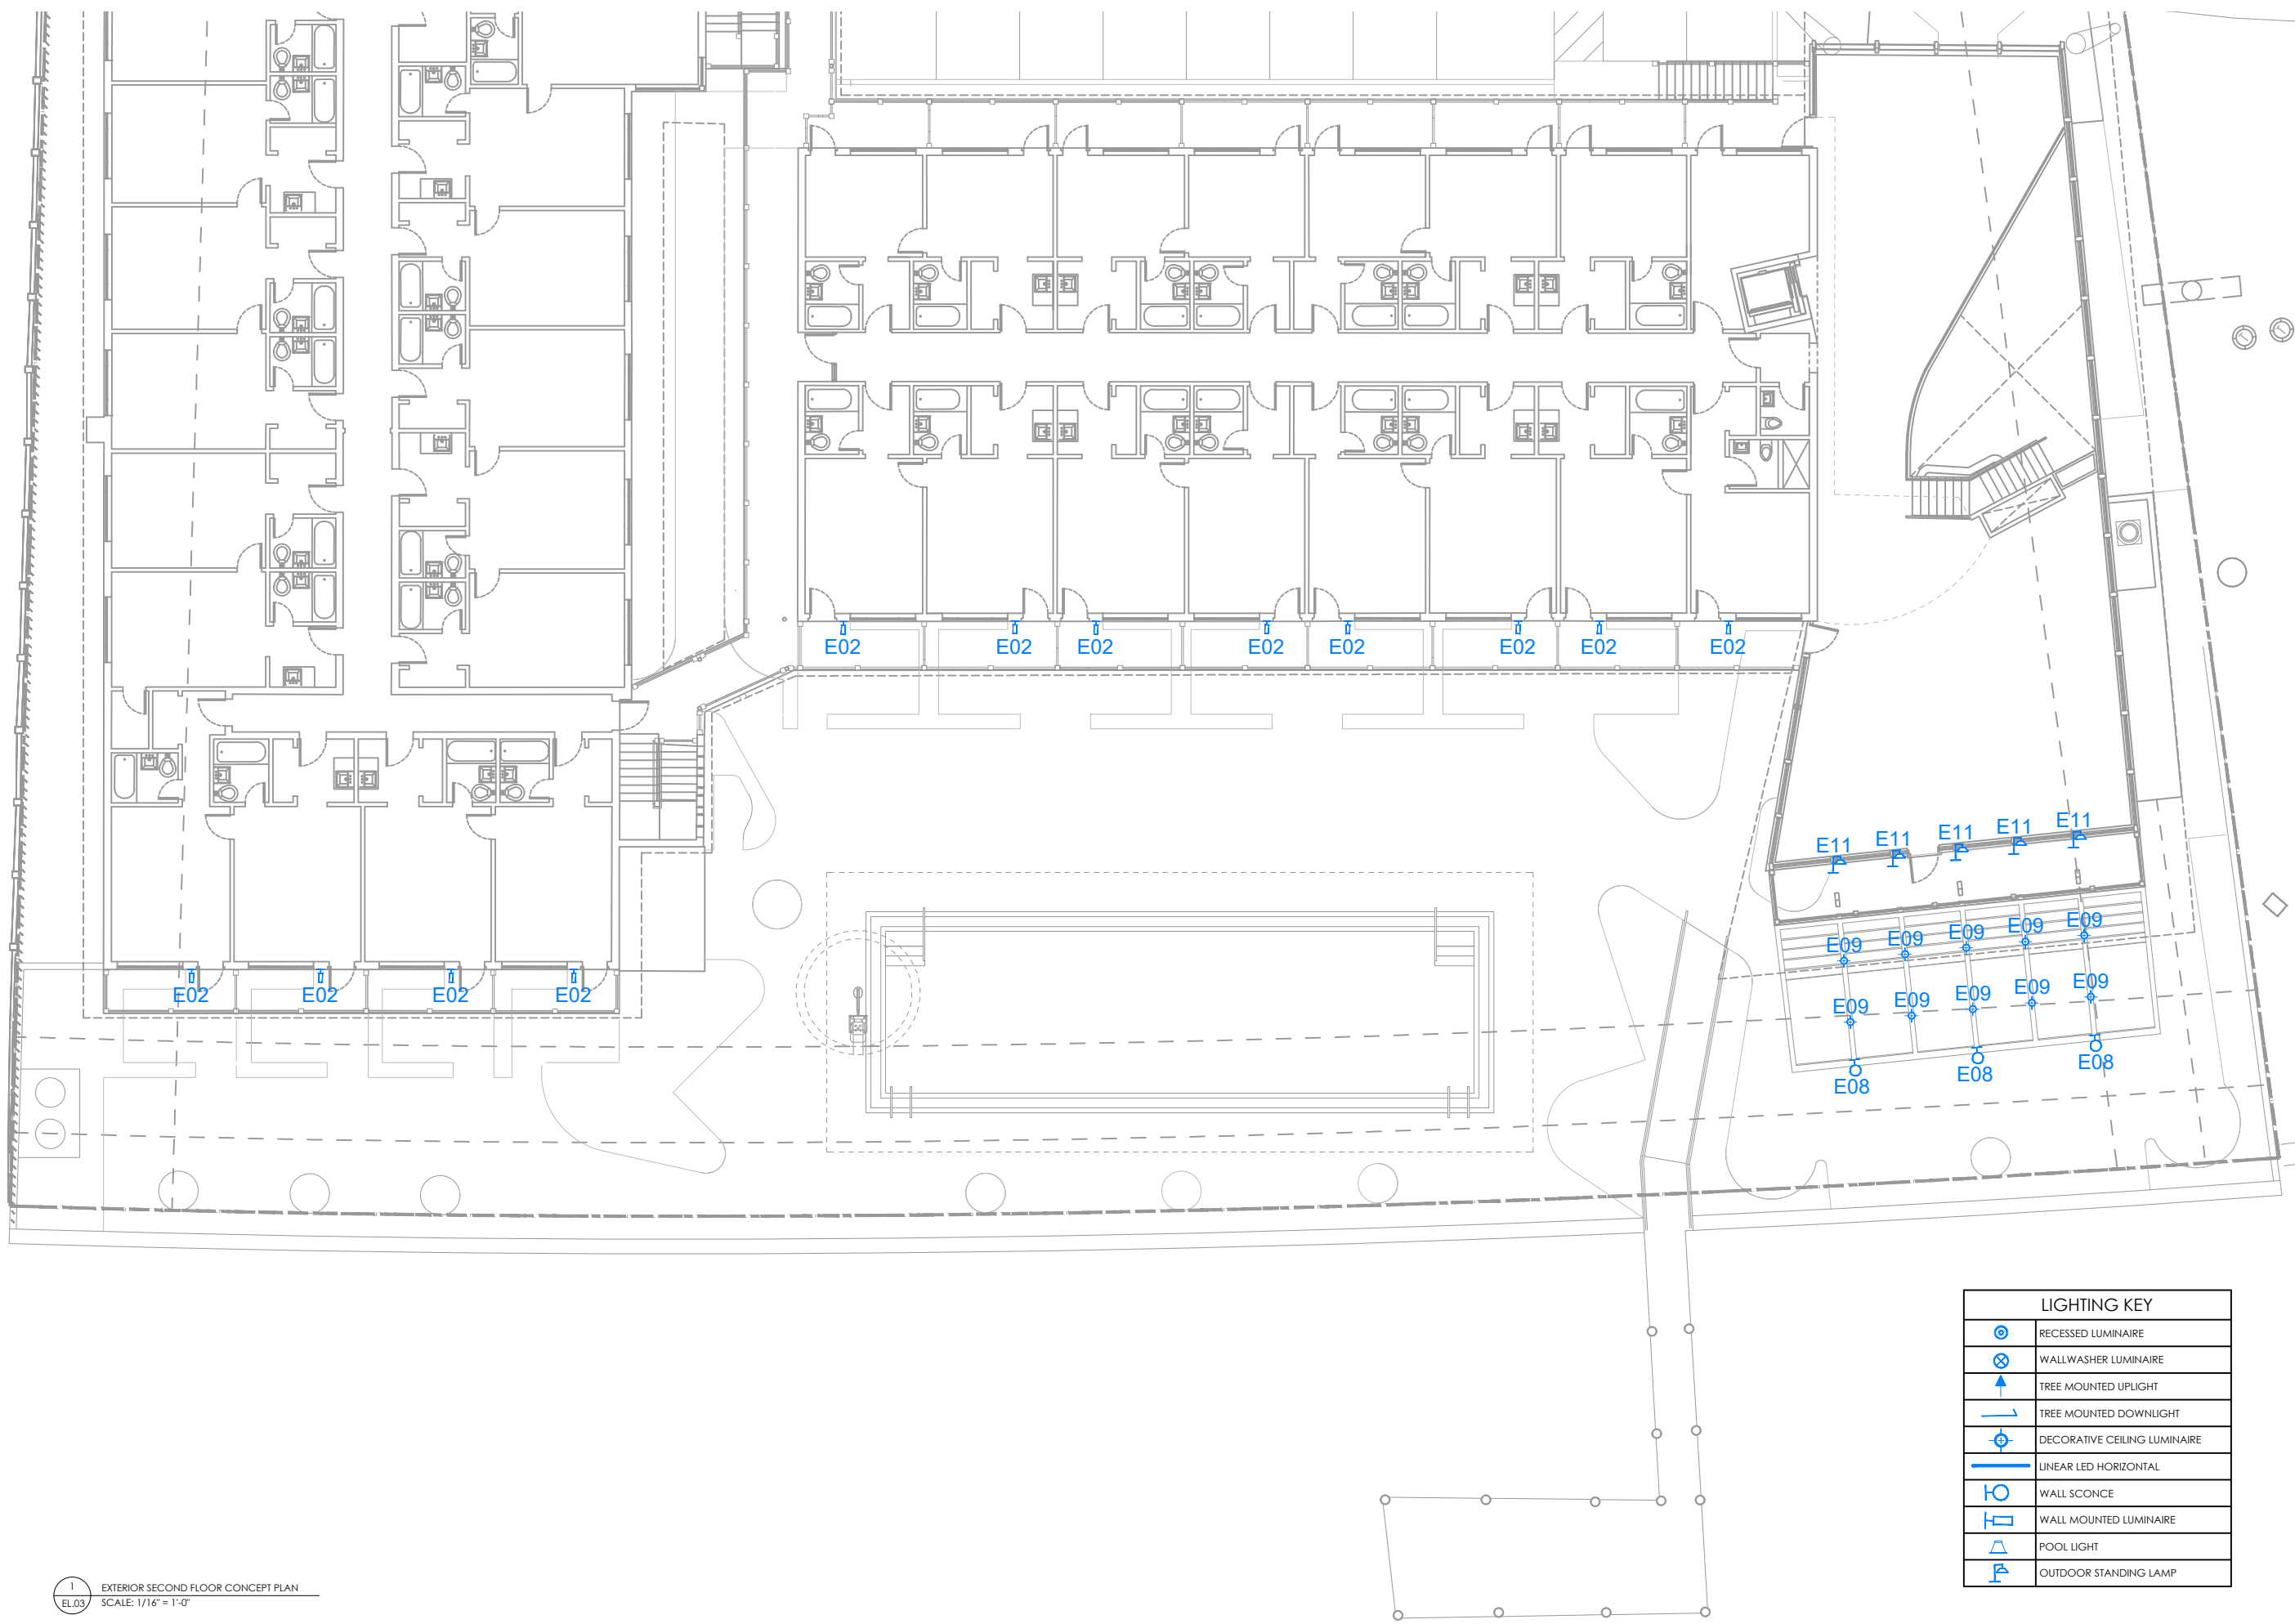 E02 E02 E02 E02 E02 E02 E02 E02
E11 E11 E11 E11 E11
E09 E09 E09 E09 E09
E02 E02 E02 E02
E09 E09 E09 E09 E09
E08 E08 E08
LIGHTING KEY
RECESSED LUMINAIRE
WALLWASHER LUMINAIRE
TREE MOUNTED UPLIGHT
TREE MOUNTED DOWNLIGHT
DECORATIVE CEILING LUMINAIRE
LINEAR LED HORIZONTAL
WALL SCONCE
WALL MOUNTED LUMINAIRE
POOL LIGHT
OUTDOOR STANDING LAMP
1 EXTERIOR SECOND FLOOR CONCEPT PLAN
EL.03 SCALE: 1/16" = 1'-0"